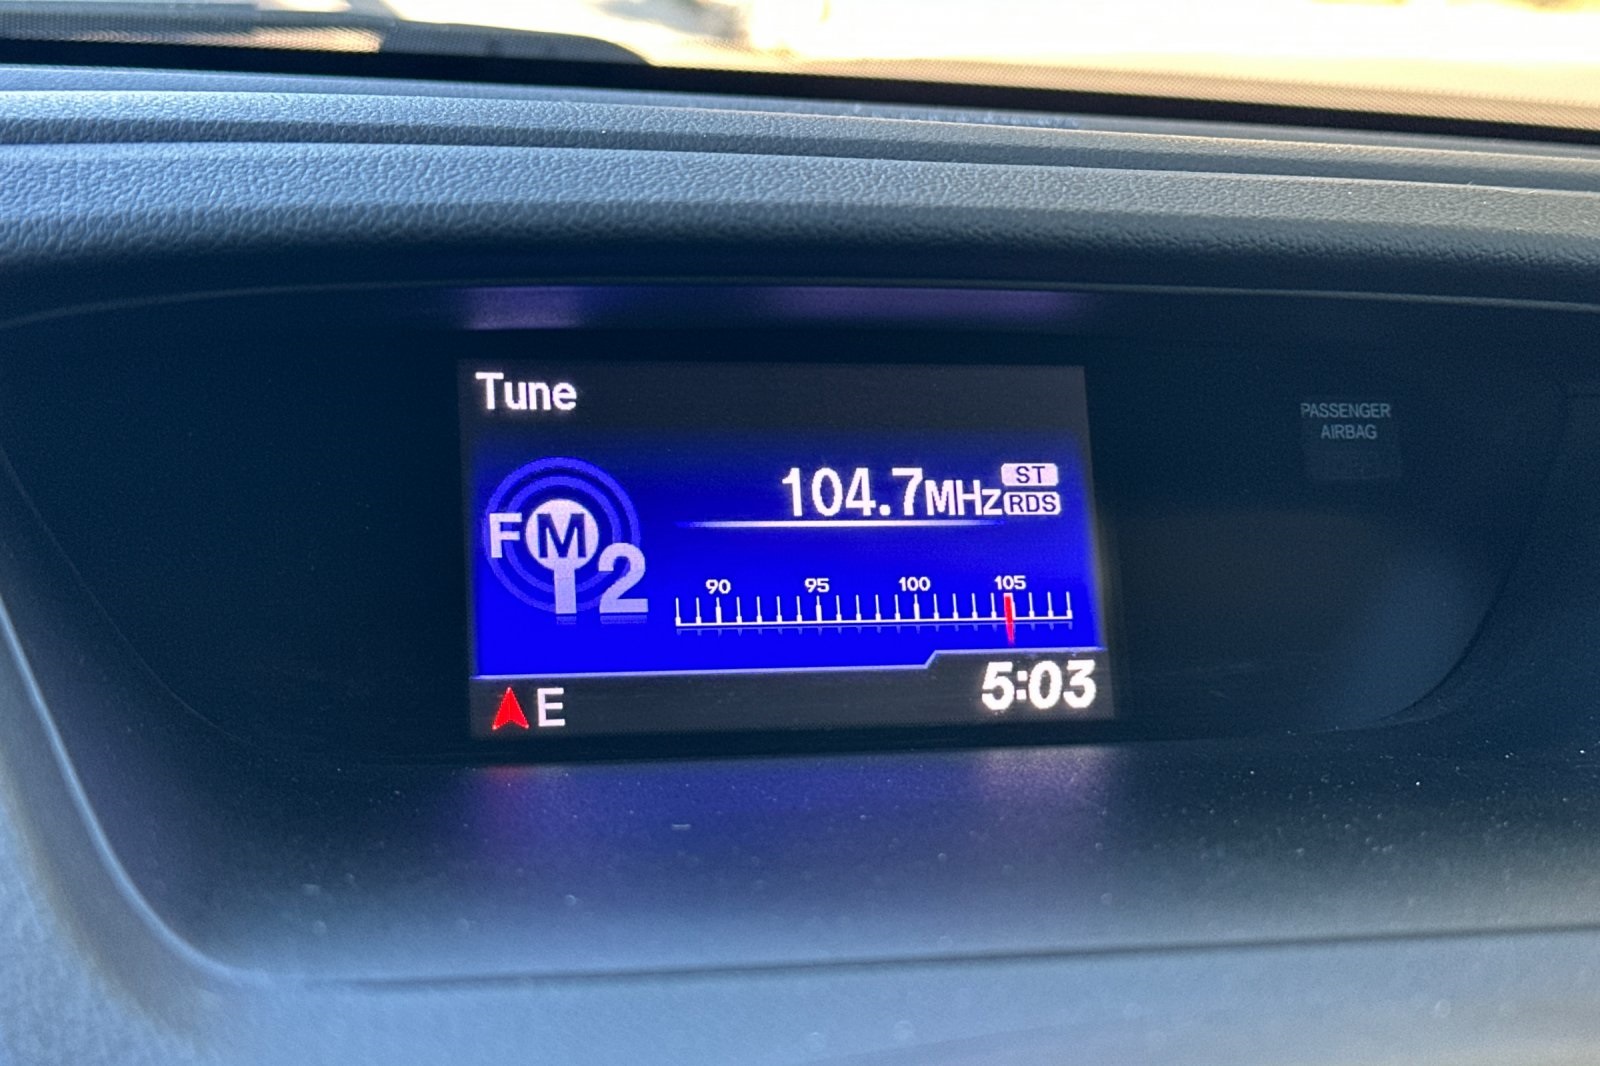 Tune
104.7MHz ST
RDS
FM 2
90 95 100 105
E
5:03
PASSENGER
AIRBAG